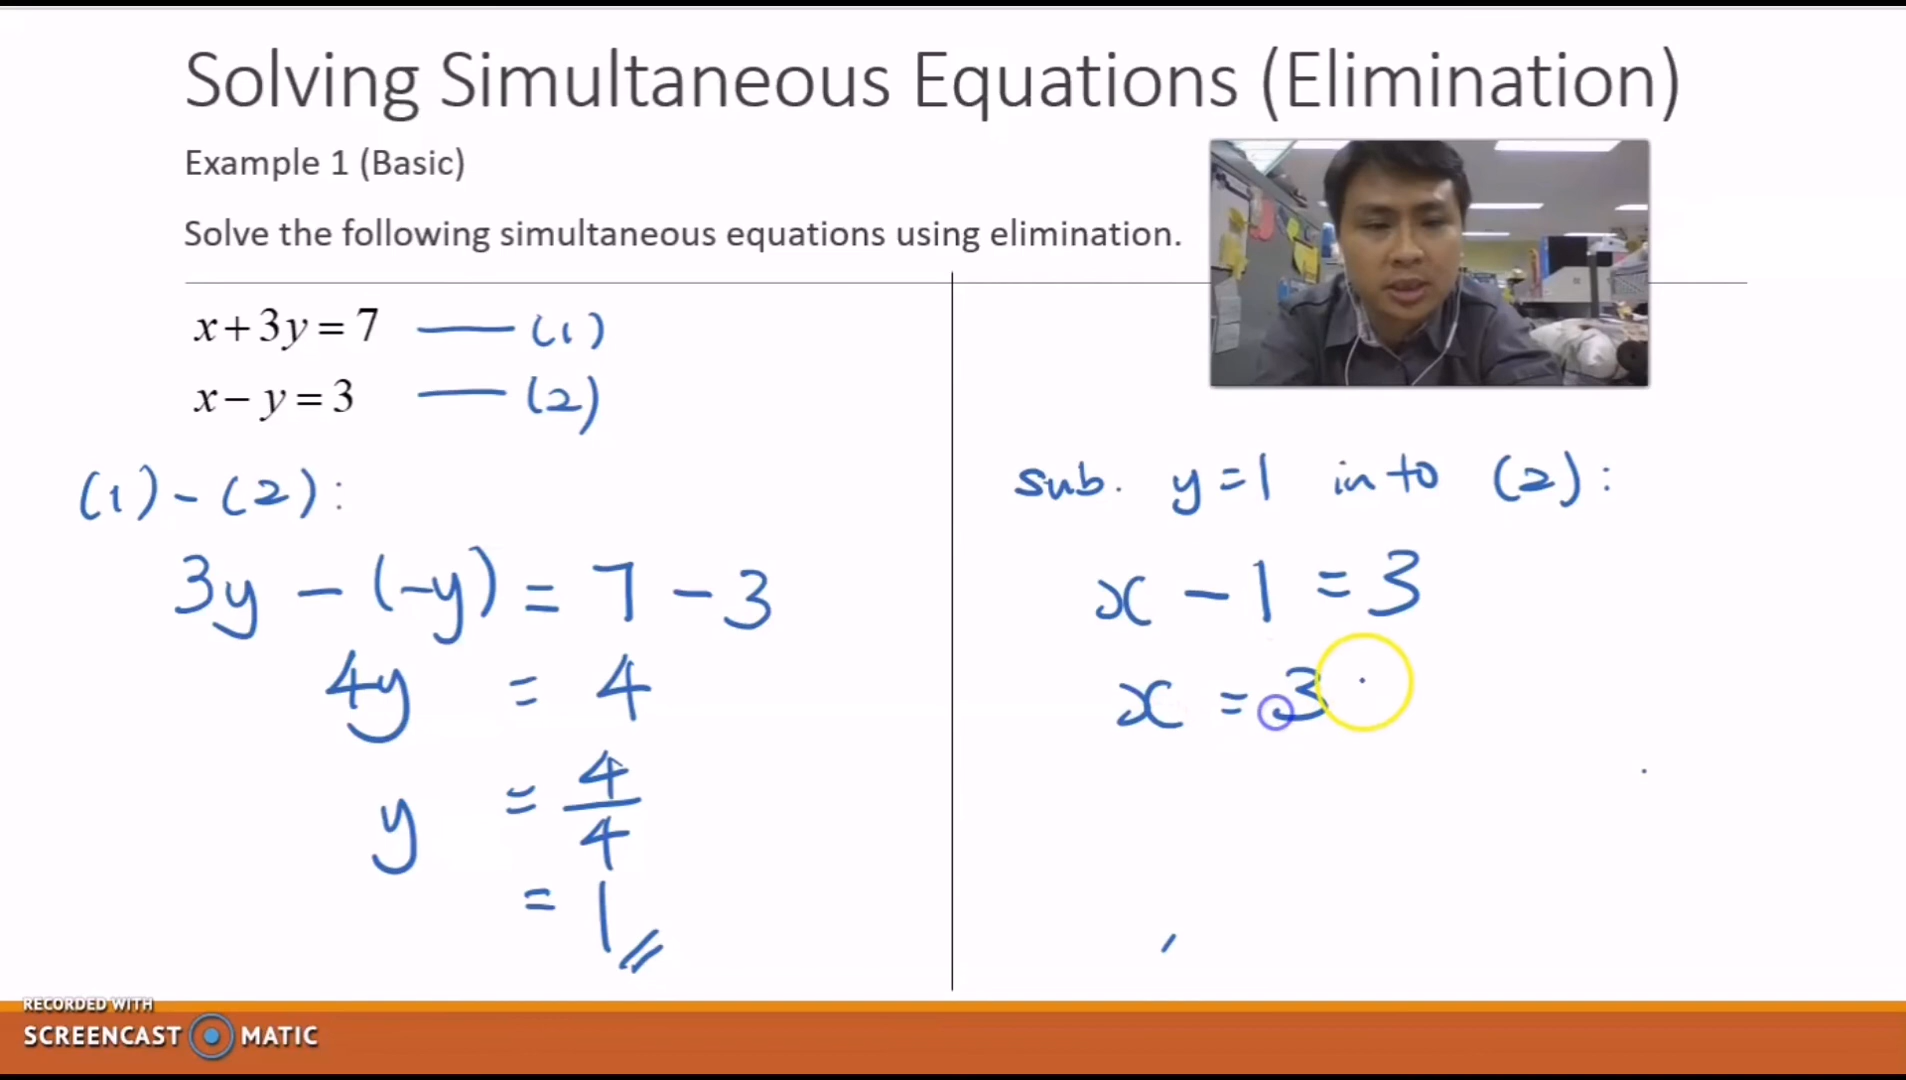 Solving Simultaneous Equations (Elimination)
Example 1 (Basic)
Solve the following simultaneous equations using elimination.
x + 3y = 7 —— (1)
x − y = 3 —— (2)
(1) - (2) :
3y - (-y) = 7 - 3
4y = 4
y = 4/4
= 1
sub. y = 1 into (2) :
x - 1 = 3
x = 3
RECORDED WITH
SCREENCAST MATIC